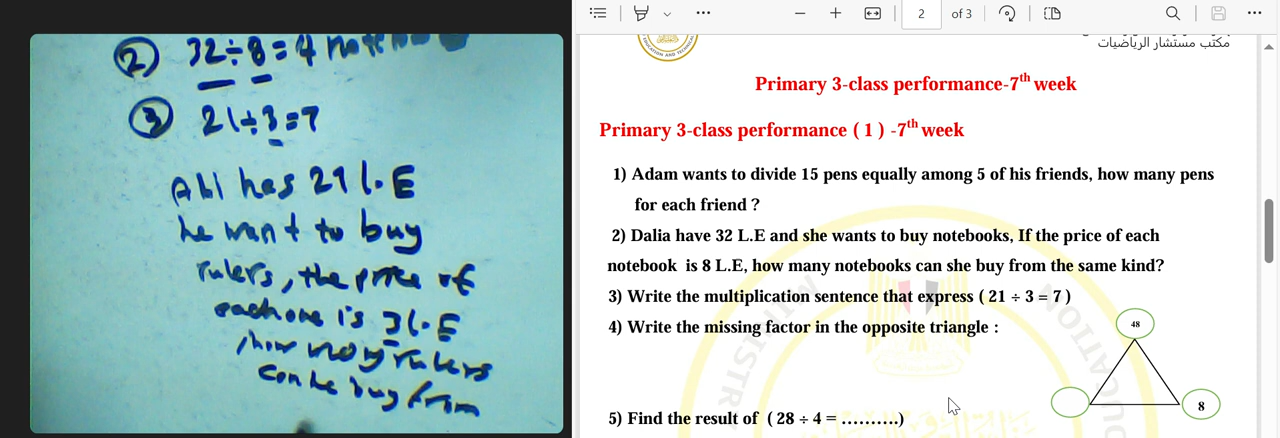 ② 32÷8=4
③ 21÷3=7
Ali has 21 L.E
he want to buy
rulers, the price of
each one is 3 L.E
, how many rulers
can he buy from
2 of 3
مكتب مستشار الرياضيات
Primary 3-class performance-7th week
Primary 3-class performance ( 1 ) -7th week
1) Adam wants to divide 15 pens equally among 5 of his friends, how many pens
for each friend ?
2) Dalia have 32 L.E and she wants to buy notebooks, If the price of each
notebook is 8 L.E, how many notebooks can she buy from the same kind?
3) Write the multiplication sentence that express ( 21 ÷ 3 = 7 )
4) Write the missing factor in the opposite triangle :
48
8
5) Find the result of ( 28 ÷ 4 = ……….)